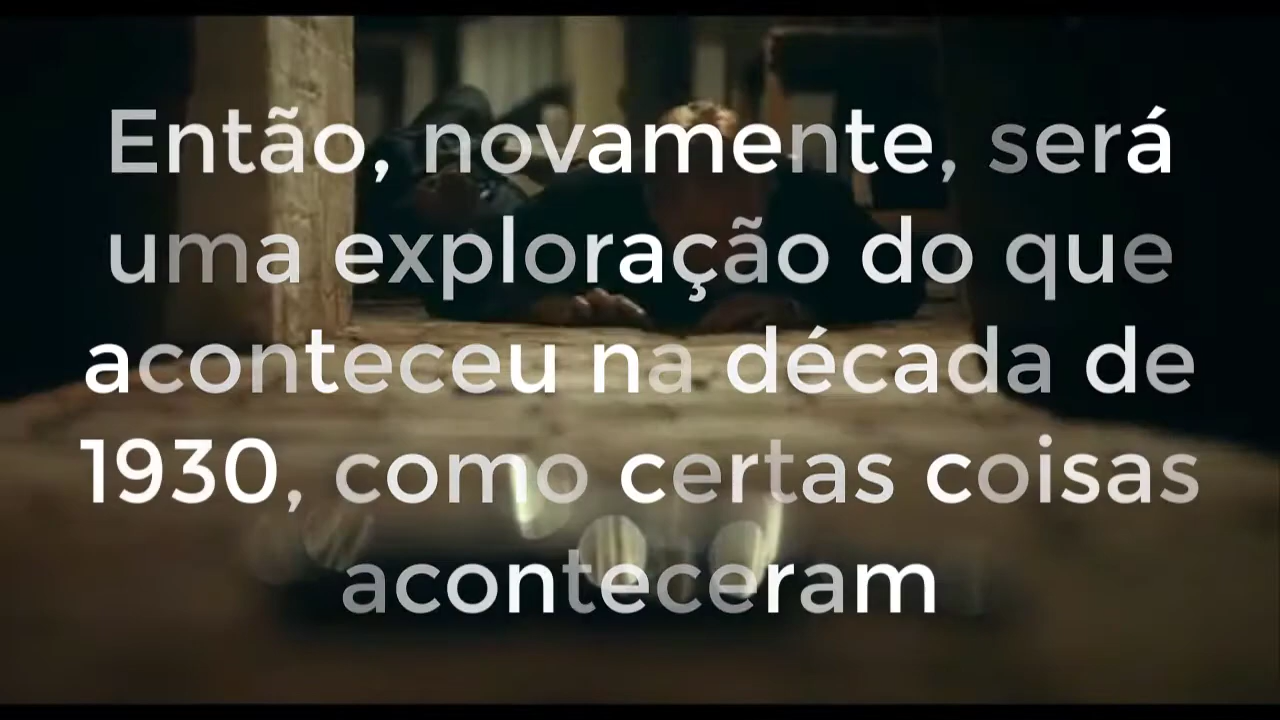 Então, novamente, será
uma exploração do que
aconteceu na década de
1930, como certas coisas
aconteceram